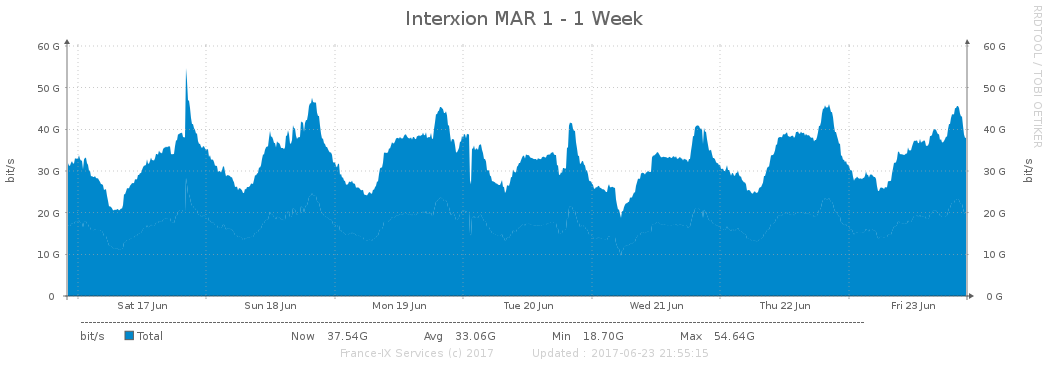 Interxion MAR 1 - 1 Week
RRDTOOL / TOBI OETIKER
60 G 60 G
50 G 50 G
40 G 40 G
30 G 30 G
20 G 20 G
10 G 10 G
0 0 G
bit/s bit/s
Sat 17 Jun Sun 18 Jun Mon 19 Jun Tue 20 Jun Wed 21 Jun Thu 22 Jun Fri 23 Jun
bit/s Total Now 37.54G Avg 33.06G Min 18.70G Max 54.64G
France-IX Services (c) 2017 Updated : 2017-06-23 21:55:15